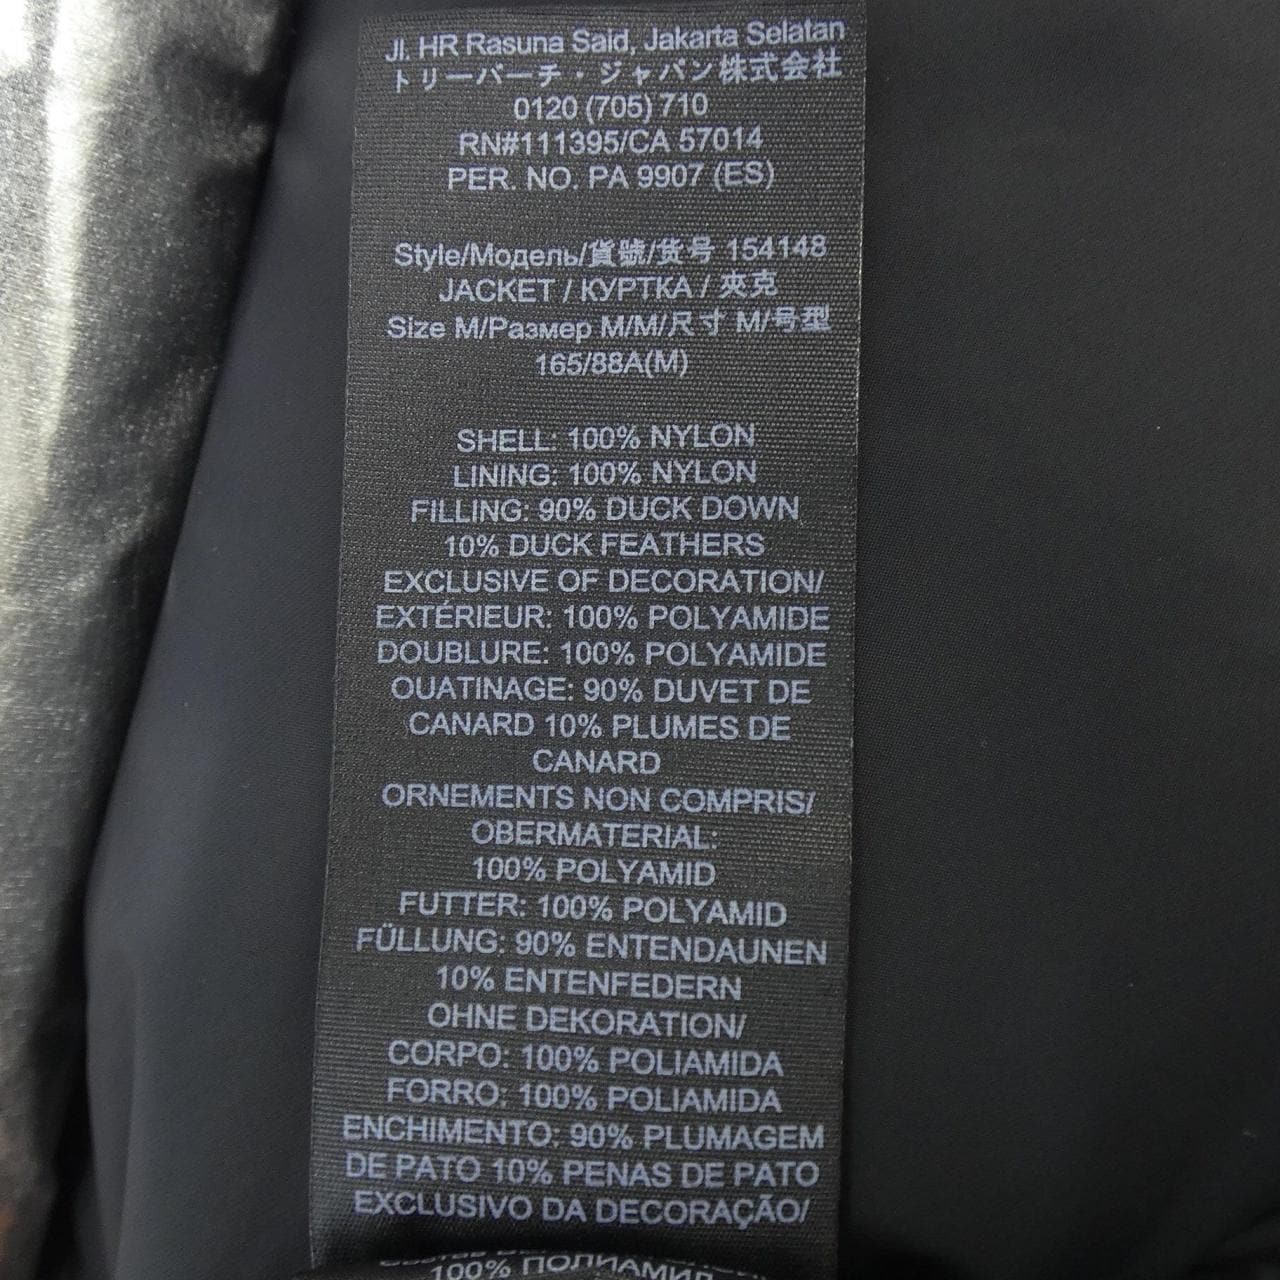 Jl. HR Rasuna Said, Jakarta Selatan
トリーバーチ・ジャパン株式会社
0120 (705) 710
RN#111395/CA 57014
PER. NO. PA 9907 (ES)
Style/Модель/貨號/货号 154148
JACKET / КУРТКА / 夾克
Size M/Размер M/M/尺寸 M/号型
165/88A(M)
SHELL: 100% NYLON
LINING: 100% NYLON
FILLING: 90% DUCK DOWN
10% DUCK FEATHERS
EXCLUSIVE OF DECORATION/
EXTÉRIEUR: 100% POLYAMIDE
DOUBLURE: 100% POLYAMIDE
OUATINAGE: 90% DUVET DE
CANARD 10% PLUMES DE
CANARD
ORNEMENTS NON COMPRIS/
OBERMATERIAL:
100% POLYAMID
FUTTER: 100% POLYAMID
FÜLLUNG: 90% ENTENDAUNEN
10% ENTENFEDERN
OHNE DEKORATION/
CORPO: 100% POLIAMIDA
FORRO: 100% POLIAMIDA
ENCHIMENTO: 90% PLUMAGEM
DE PATO 10% PENAS DE PATO
EXCLUSIVO DA DECORAÇÃO/
100% ПОЛИАМИД